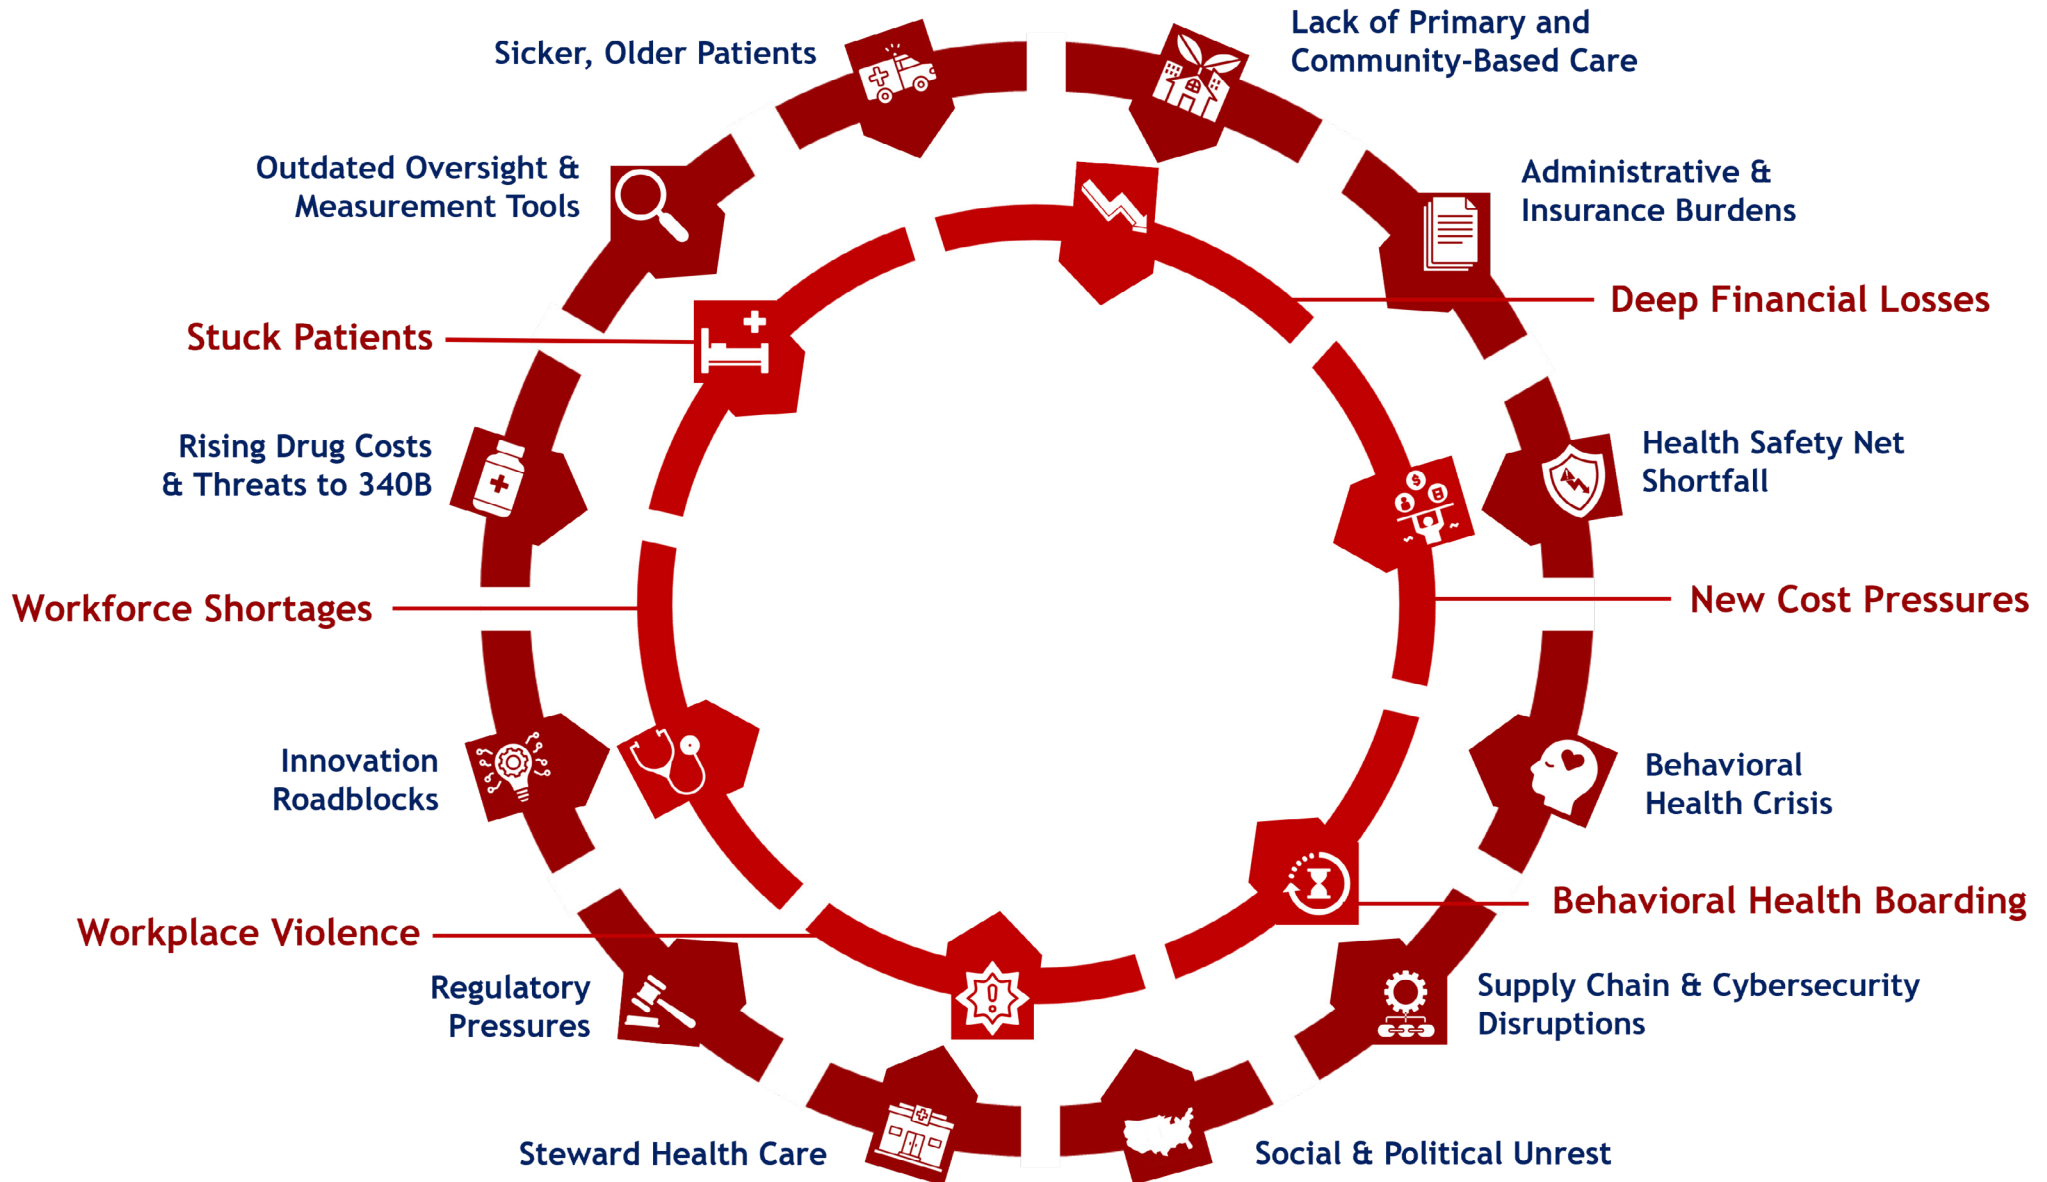 Sicker, Older Patients
Lack of Primary and
Community-Based Care
Outdated Oversight &
Measurement Tools
Administrative &
Insurance Burdens
Stuck Patients
Deep Financial Losses
Rising Drug Costs
& Threats to 340B
Health Safety Net
Shortfall
Workforce Shortages
New Cost Pressures
Innovation
Roadblocks
Behavioral
Health Crisis
Workplace Violence
Behavioral Health Boarding
Regulatory
Pressures
Supply Chain & Cybersecurity
Disruptions
Steward Health Care
Social & Political Unrest